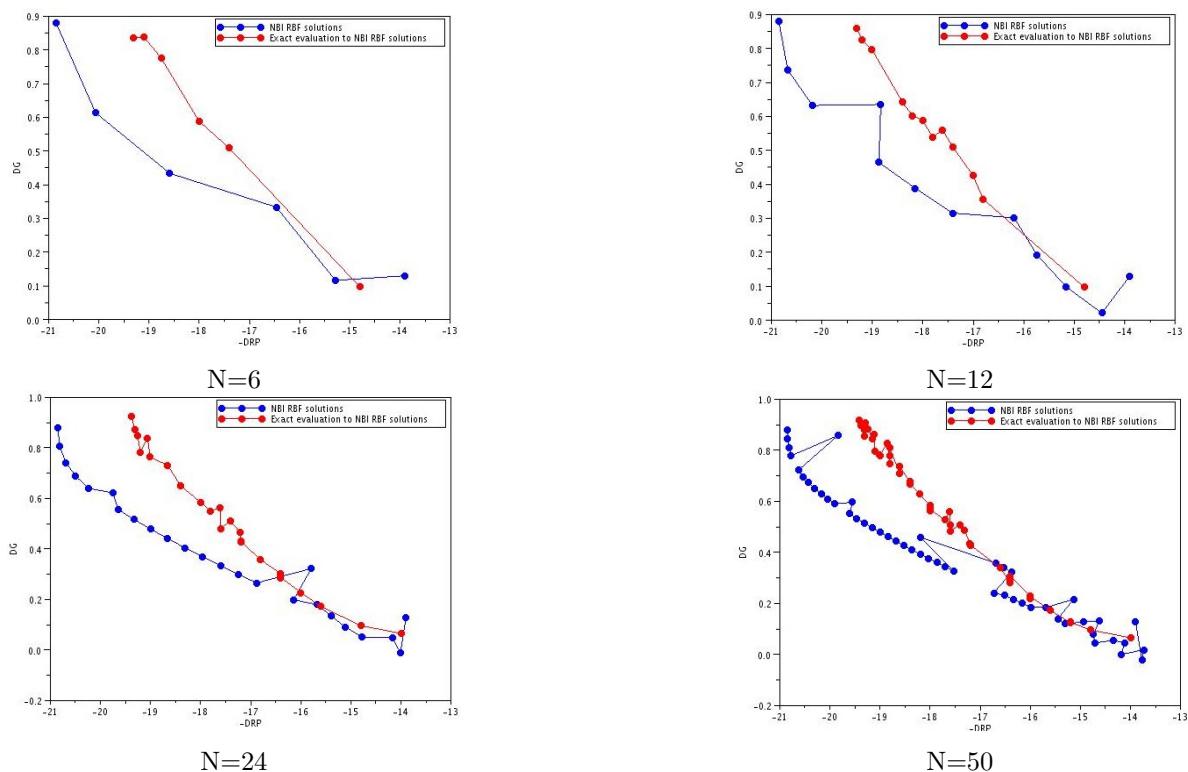 NBI RBF solutions
Exact evaluation to NBI RBF solutions
0.9
0.8
0.7
0.6
0.5
0.4
0.3
0.2
0.1
0.0
DG
-21 -20 -19 -18 -17 -16 -15 -14 -13
-DRP
N=6
NBI RBF solutions
Exact evaluation to NBI RBF solutions
0.9
0.8
0.7
0.6
0.5
0.4
0.3
0.2
0.1
0.0
DG
-21 -20 -19 -18 -17 -16 -15 -14 -13
-DRP
N=12
NBI RBF solutions
Exact evaluation to NBI RBF solutions
1.0
0.8
0.6
0.4
0.2
0.0
-0.2
DG
-21 -20 -19 -18 -17 -16 -15 -14 -13
-DRP
N=24
NBI RBF solutions
Exact evaluation to NBI RBF solutions
1.0
0.8
0.6
0.4
0.2
0.0
-0.2
DG
-21 -20 -19 -18 -17 -16 -15 -14 -13
-DRP
N=50